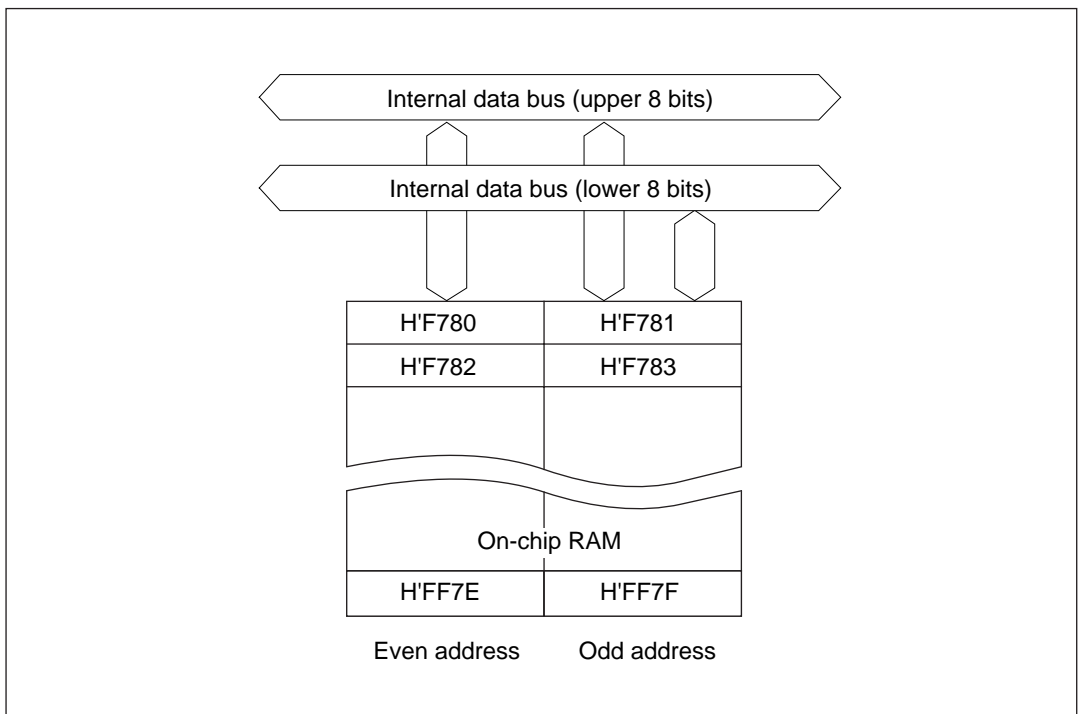 Internal data bus (upper 8 bits)
Internal data bus (lower 8 bits)
H'F780 H'F781
H'F782 H'F783
On-chip RAM
H'FF7E H'FF7F
Even address Odd address